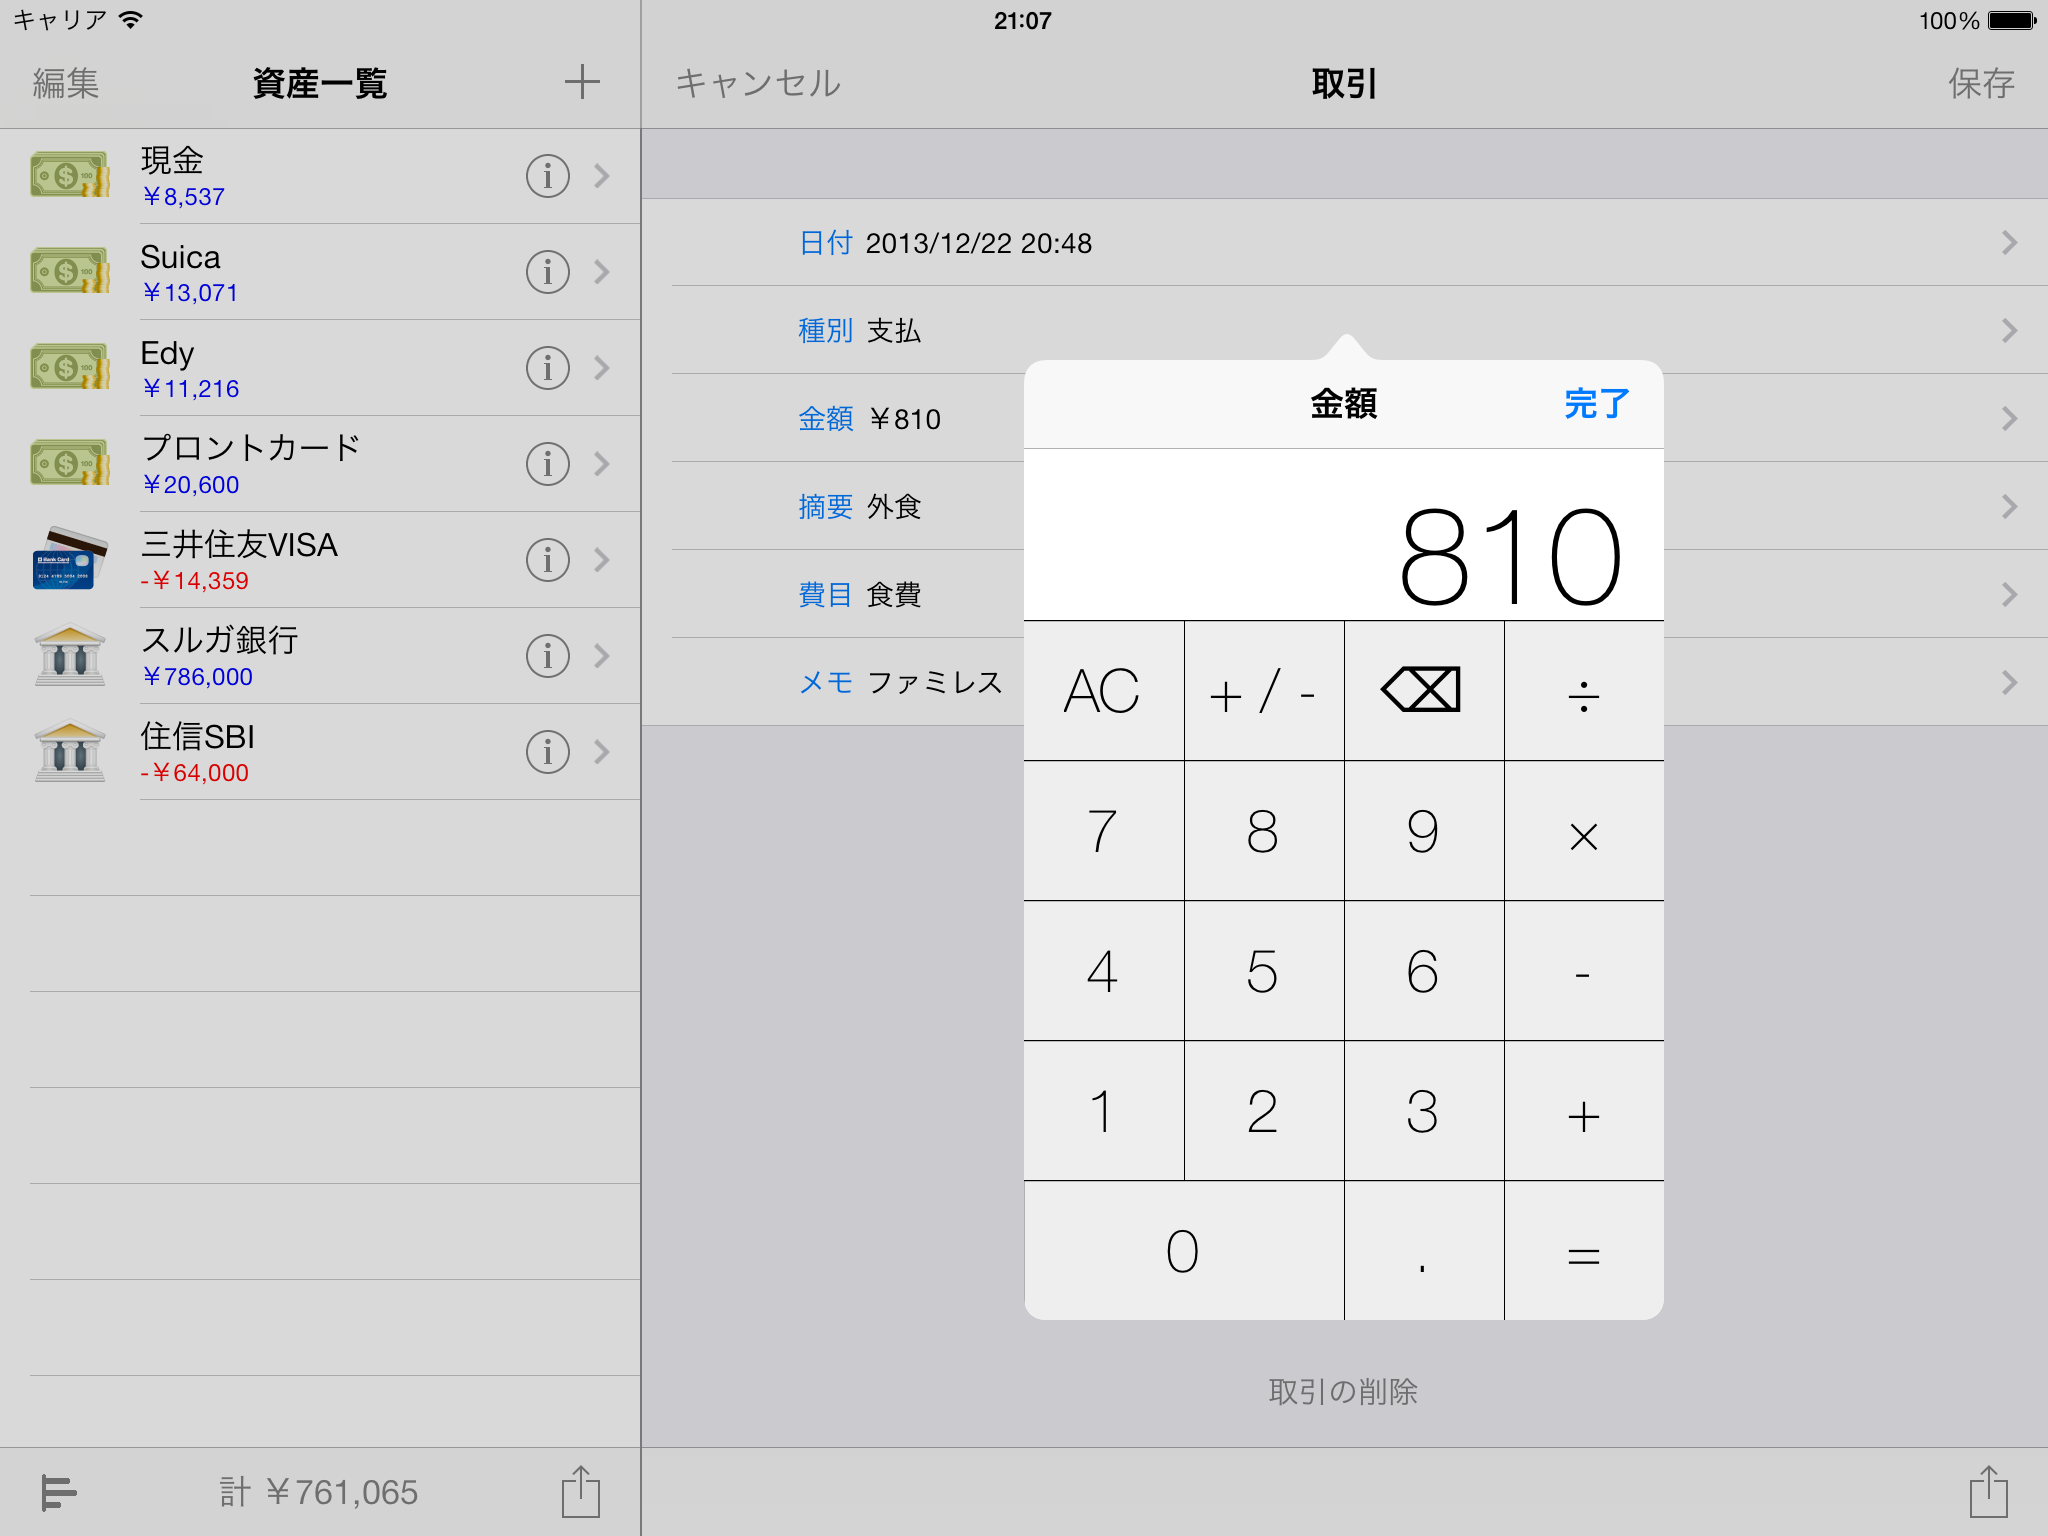 キャリア 21:07 100%
編集 資産一覧 +
現金
¥8,537
Suica
¥13,071
Edy
¥11,216
プロントカード
¥20,600
三井住友VISA
-¥14,359
スルガ銀行
¥786,000
住信SBI
-¥64,000
計 ¥761,065
キャンセル 取引 保存
日付 2013/12/22 20:48
種別 支払
金額 ¥810
摘要 外食
費目 食費
メモ ファミレス
金額 完了
810
AC +/- ⌫ ÷
7 8 9 ×
4 5 6 -
1 2 3 +
0 . =
取引の削除